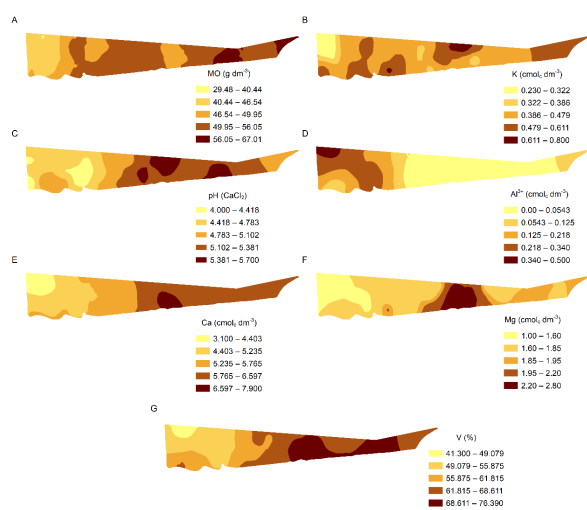 A
MO (g dm-3)
29.48 – 40.44
40.44 – 46.54
46.54 – 49.95
49.95 – 56.05
56.05 – 67.01
B
K (cmolc dm-3)
0.230 – 0.322
0.322 – 0.386
0.386 – 0.479
0.479 – 0.611
0.611 – 0.800
C
pH (CaCl2)
4.000 – 4.418
4.418 – 4.783
4.783 – 5.102
5.102 – 5.381
5.381 – 5.700
D
Al3+ (cmolc dm-3)
0.00 – 0.0543
0.0543 – 0.125
0.125 – 0.218
0.218 – 0.340
0.340 – 0.500
E
Ca (cmolc dm-3)
3.100 – 4.403
4.403 – 5.235
5.235 – 5.765
5.765 – 6.597
6.597 – 7.900
F
Mg (cmolc dm-3)
1.00 – 1.60
1.60 – 1.85
1.85 – 1.95
1.95 – 2.20
2.20 – 2.80
G
V (%)
41.300 – 49.079
49.079 – 55.875
55.875 – 61.815
61.815 – 68.611
68.611 – 76.390